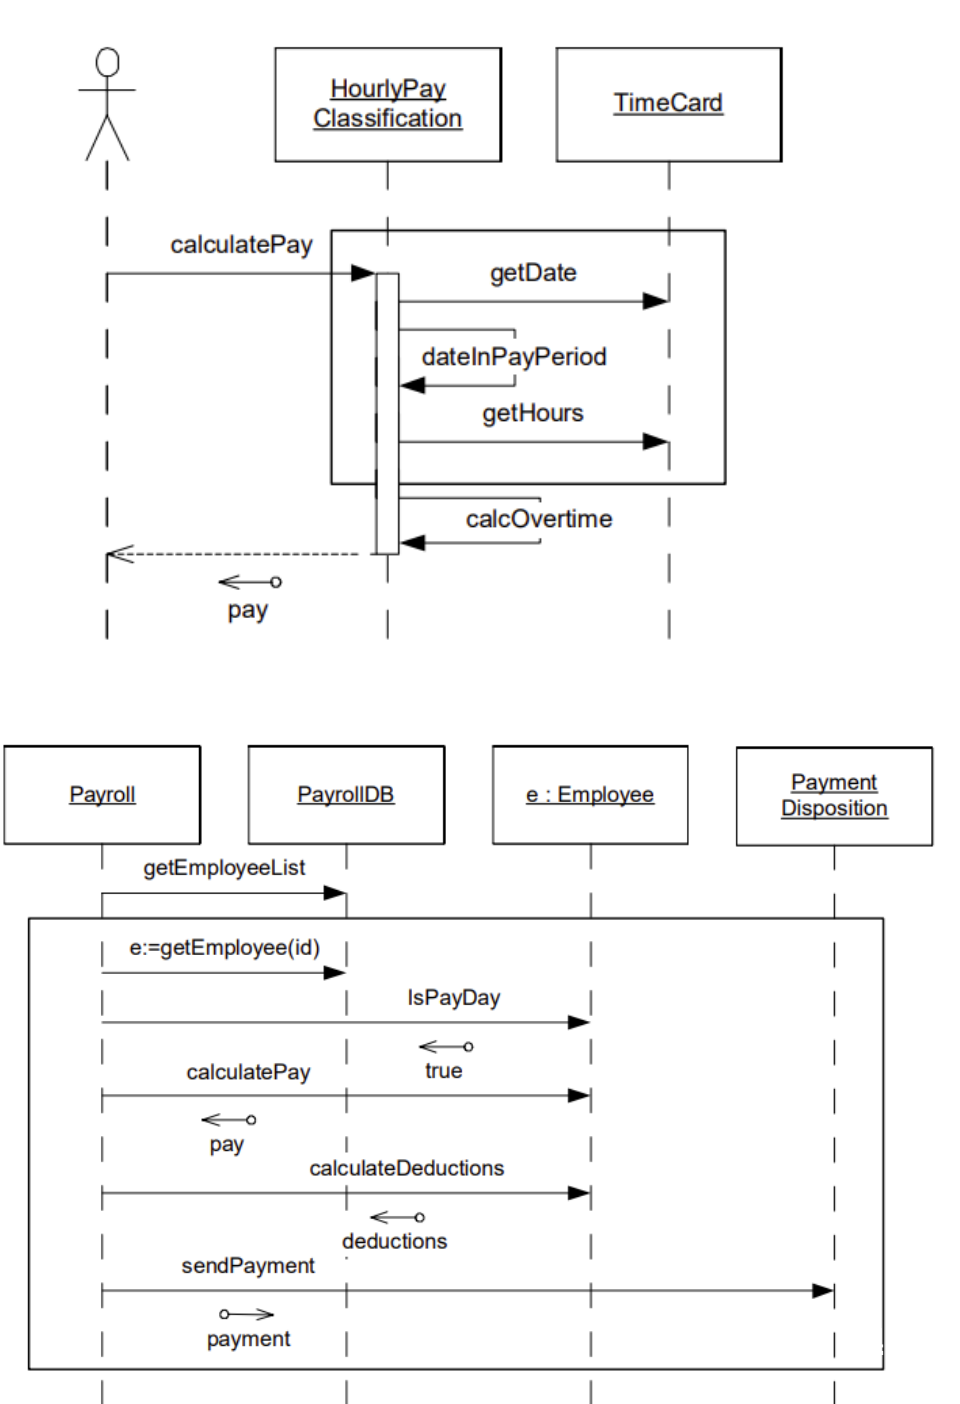 HourlyPay
Classification
TimeCard
calculatePay
getDate
dateInPayPeriod
getHours
calcOvertime
pay
Payroll
PayrollDB
e : Employee
Payment
Disposition
getEmployeeList
e:=getEmployee(id)
IsPayDay
true
calculatePay
pay
calculateDeductions
deductions
sendPayment
payment